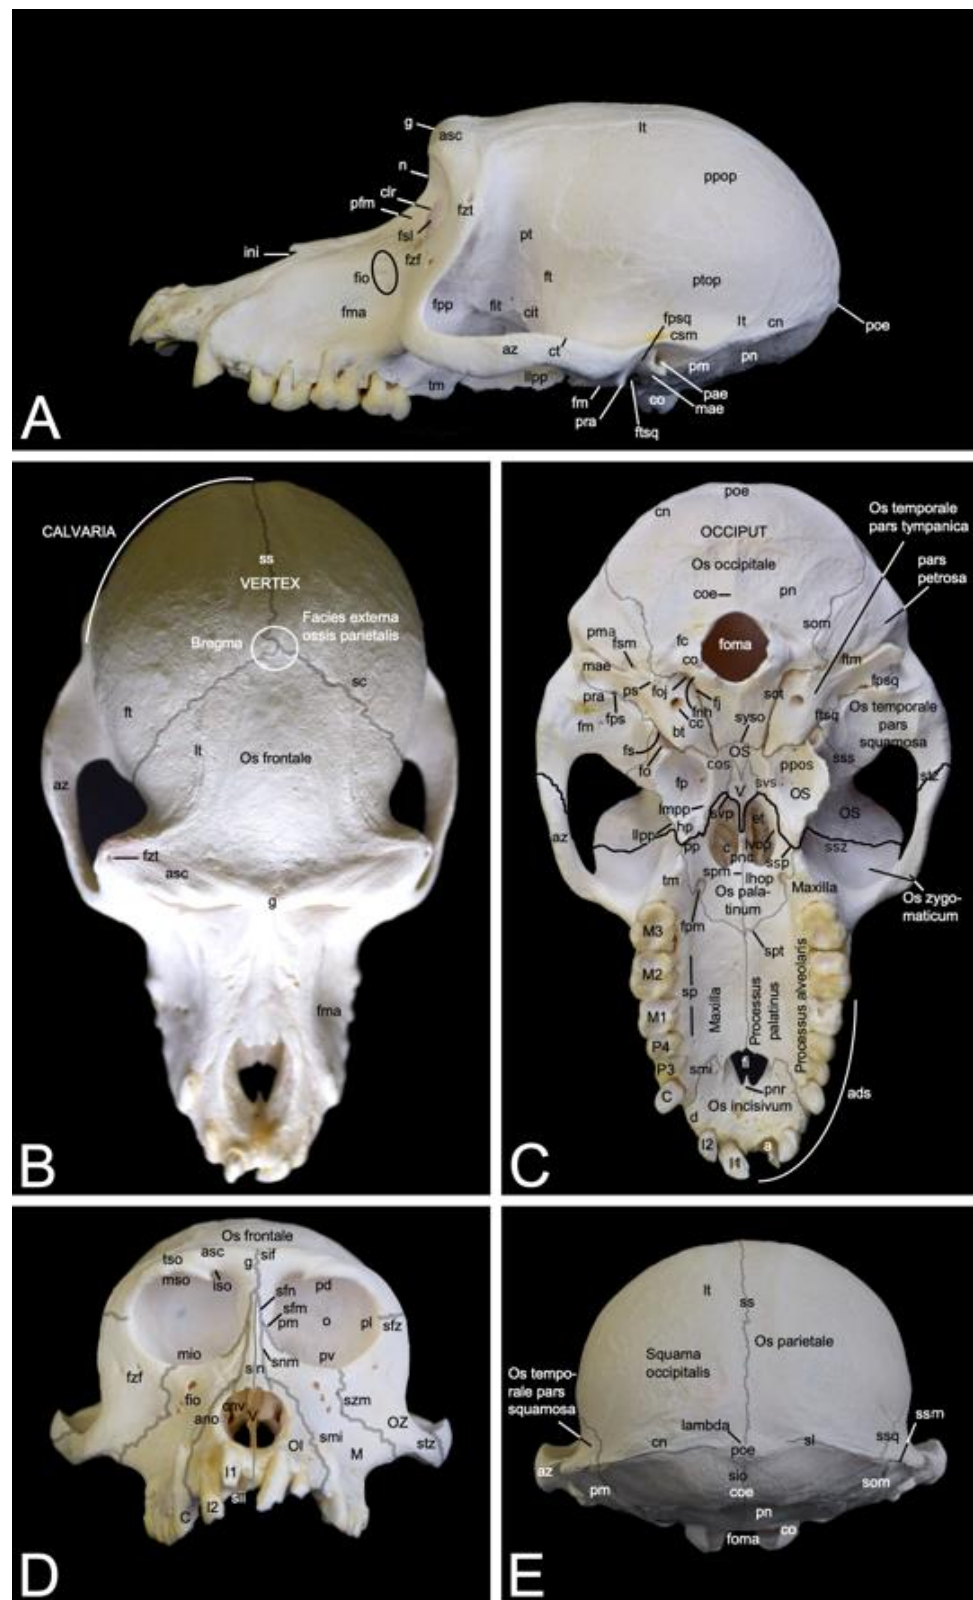 g
asc
lt
n
ppop
clr
pfm
fzt
fsl
pt
ini
fzf
fio
ft
ptop
fpp
flt
cit
fma
fpsq
lt
cn
csm
poe
az
ct
pn
pm
tm
llpp
fm
co
pae
mae
pra
ftsq
A
CALVARIA
ss
VERTEX
Facies externa
ossis parietalis
Bregma
sc
ft
lt
Os frontale
az
fzt
asc
g
fma
B
poe
cn
Os temporale
pars tympanica
OCCIPUT
Os occipitale
pars
petrosa
coe
pn
som
pma
fsm
fc
foma
mae
co
ftm
ps
foj
fj
sot
fpsq
pra
fnh
cc
ftsq
Os temporale
pars
squamosa
fm
fps
bt
syso
fs
OS
sss
fo
cos
ppos
fp
svs
stz
V
OS
lmpp
svp
et
OS
az
llpp
hp
lvop
c
ssz
pp
pnc
ssp
spm
lhop
tm
Os pala-
tinum
Maxilla
Os zygo-
maticum
fpm
M3
spt
M2
sp
Maxilla
Processus
palatinus
Processus alveolaris
M1
P4
P3
smi
C
pnr
ads
Os incisivum
d
I2
a
I1
C
Os frontale
tso
asc
g
sif
mso
iso
pd
sfn
sfm
pm
o
pl
sfz
mio
snm
pv
fzf
fio
szm
cnv
V
ano
OZ
OI
smi
stz
M
I1
sii
I2
C
D
lt
ss
Os parietale
Squama
occipitalis
Os tempo-
rale pars
squamosa
lambda
ssm
cn
sl
ssq
poe
az
sio
som
pm
coe
pn
co
foma
E